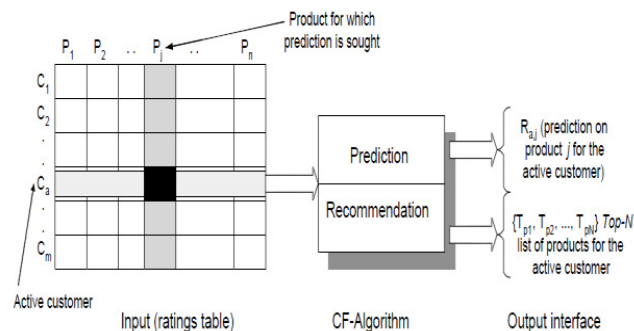 Product for which
prediction is sought
P1 P2 . . Pj . . Pn
C1
C2
.
.
Ca
.
.
Cm
Active customer
Input (ratings table)
Prediction
Recommendation
CF-Algorithm
Ra,j (prediction on
product j for the
active customer)
{Tp1, Tp2, ..., TpN} Top-N
list of products for the
active customer
Output interface